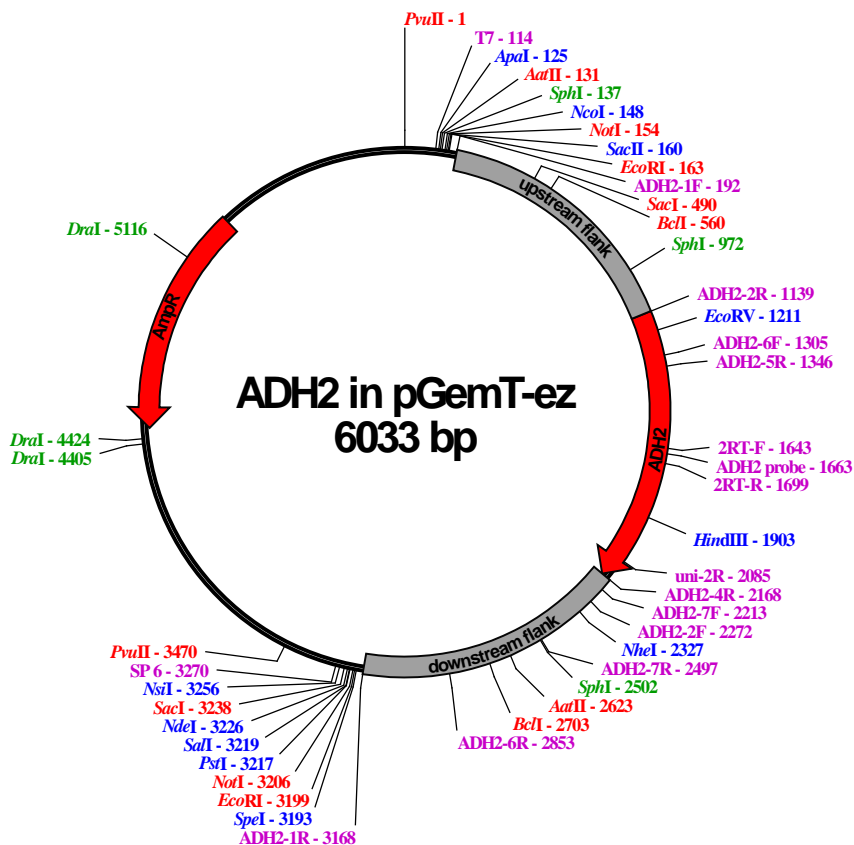 PvuII - 1
T7 - 114
ApaI - 125
AatII - 131
SphI - 137
NcoI - 148
NotI - 154
SacII - 160
EcoRI - 163
ADH2-1F - 192
SacI - 490
BclI - 560
SphI - 972
ADH2-2R - 1139
EcoRV - 1211
ADH2-6F - 1305
ADH2-5R - 1346
2RT-F - 1643
ADH2 probe - 1663
2RT-R - 1699
HindIII - 1903
uni-2R - 2085
ADH2-4R - 2168
ADH2-7F - 2213
ADH2-2F - 2272
NheI - 2327
ADH2-7R - 2497
SphI - 2502
AatII - 2623
BclI - 2703
ADH2-6R - 2853
ADH2-1R - 3168
SpeI - 3193
EcoRI - 3199
NotI - 3206
PstI - 3217
SalI - 3219
NdeI - 3226
SacI - 3238
NsiI - 3256
SP6 - 3270
PvuII - 3470
DraI - 4405
DraI - 4424
DraI - 5116
upstream flank
ADH2
downstream flank
AmpR
ADH2 in pGemT-ez
6033 bp